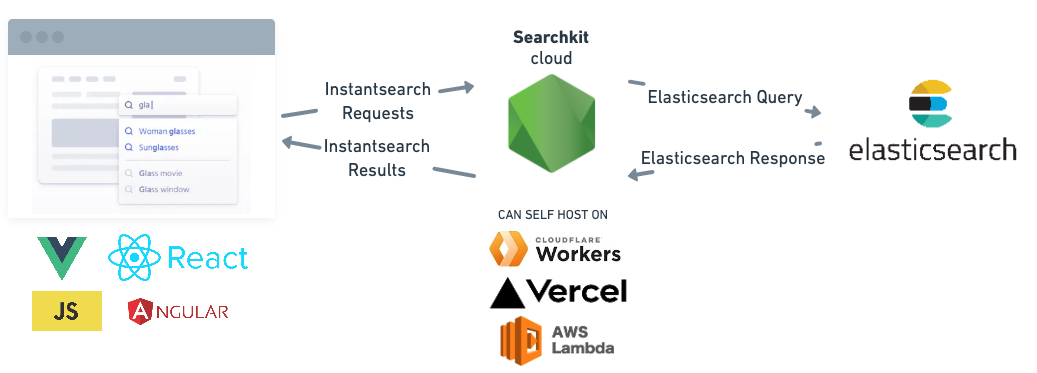 Searchkit
cloud
gla
Woman glasses
Sunglasses
Glass movie
Glass window
Instantsearch
Requests
Instantsearch
Results
Elasticsearch Query
Elasticsearch Response
elasticsearch
CAN SELF HOST ON
CLOUDFLARE
Workers
Vercel
AWS
Lambda
React
JS
ANGULAR